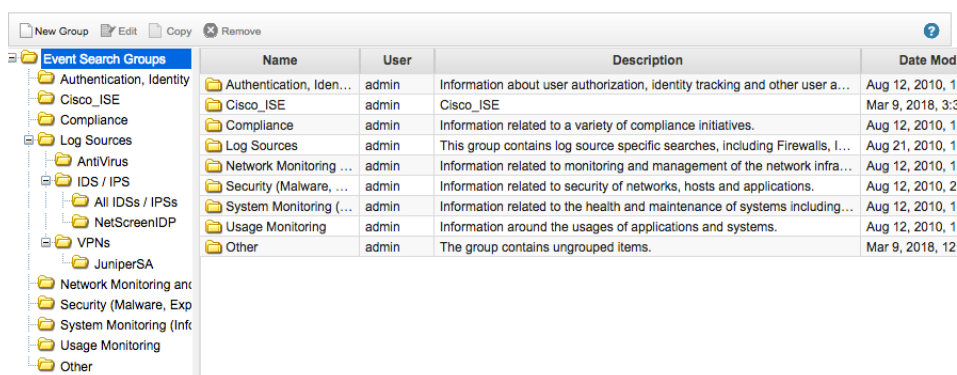 New Group Edit Copy Remove ?
Event Search Groups
Authentication, Identity
Cisco_ISE
Compliance
Log Sources
AntiVirus
IDS / IPS
All IDSs / IPSs
NetScreenIDP
VPNs
JuniperSA
Network Monitoring and
Security (Malware, Exp
System Monitoring (Info
Usage Monitoring
Other
Name User Description Date Mod
Authentication, Iden... admin Information about user authorization, identity tracking and other user a... Aug 12, 2010, 1
Cisco_ISE admin Cisco_ISE Mar 9, 2018, 3:3
Compliance admin Information related to a variety of compliance initiatives. Aug 12, 2010, 1
Log Sources admin This group contains log source specific searches, including Firewalls, I... Aug 21, 2010, 1
Network Monitoring ... admin Information related to monitoring and management of the network infra... Aug 12, 2010, 1
Security (Malware, ... admin Information related to security of networks, hosts and applications. Aug 12, 2010, 2
System Monitoring (... admin Information related to the health and maintenance of systems including... Aug 12, 2010, 1
Usage Monitoring admin Information around the usages of applications and systems. Aug 12, 2010, 1
Other admin The group contains ungrouped items. Mar 9, 2018, 12